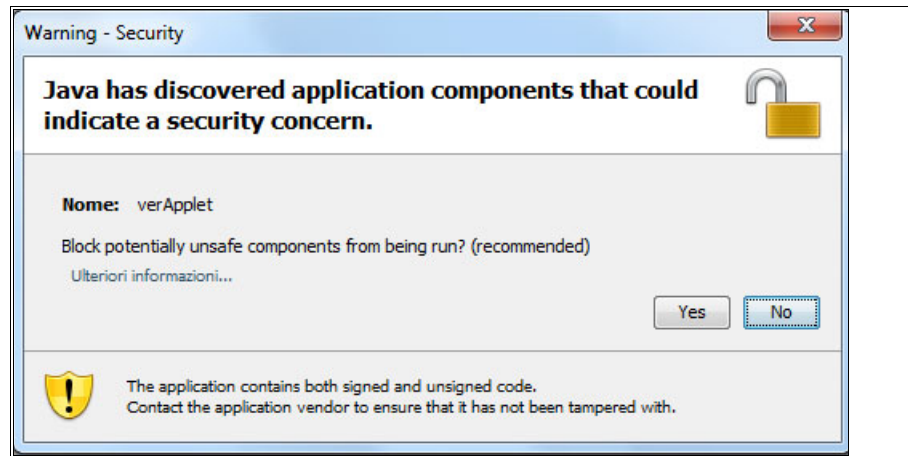 Warning - Security
Java has discovered application components that could
indicate a security concern.
Nome: verApplet
Block potentially unsafe components from being run? (recommended)
Ulteriori informazioni...
Yes No
The application contains both signed and unsigned code.
Contact the application vendor to ensure that it has not been tampered with.